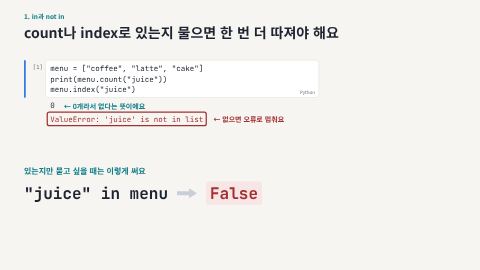 1. in과 not in
count나 index로 있는지 물으면 한 번 더 따져야 해요
[1]
menu = ["coffee", "latte", "cake"]
print(menu.count("juice"))
menu.index("juice")
Python
0 ← 0개라서 없다는 뜻이에요
ValueError: 'juice' is not in list ← 없으면 오류로 멈춰요
있는지만 묻고 싶을 때는 이렇게 써요
"juice" in menu → False